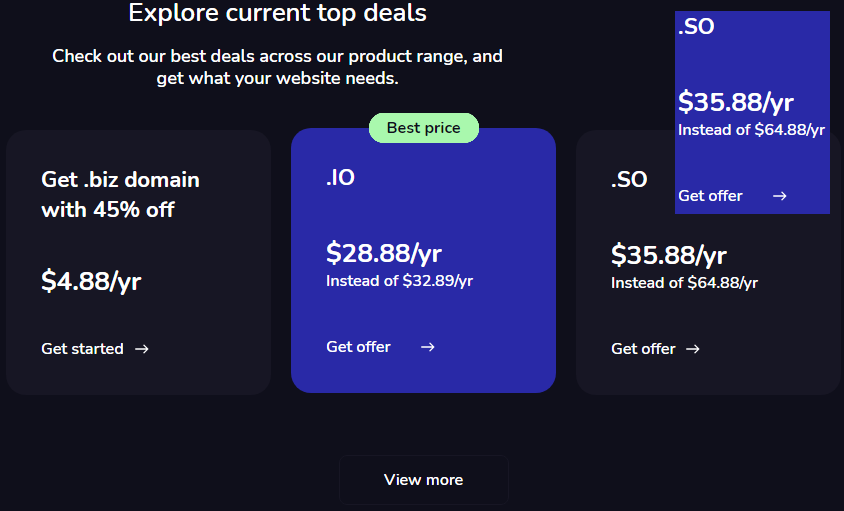 Explore current top deals
Check out our best deals across our product range, and
get what your website needs.
.SO
$35.88/yr
Instead of $64.88/yr
Get offer →
Get .biz domain
with 45% off
$4.88/yr
Get started →
Best price
.IO
$28.88/yr
Instead of $32.89/yr
Get offer →
.SO
$35.88/yr
Instead of $64.88/yr
Get offer →
View more